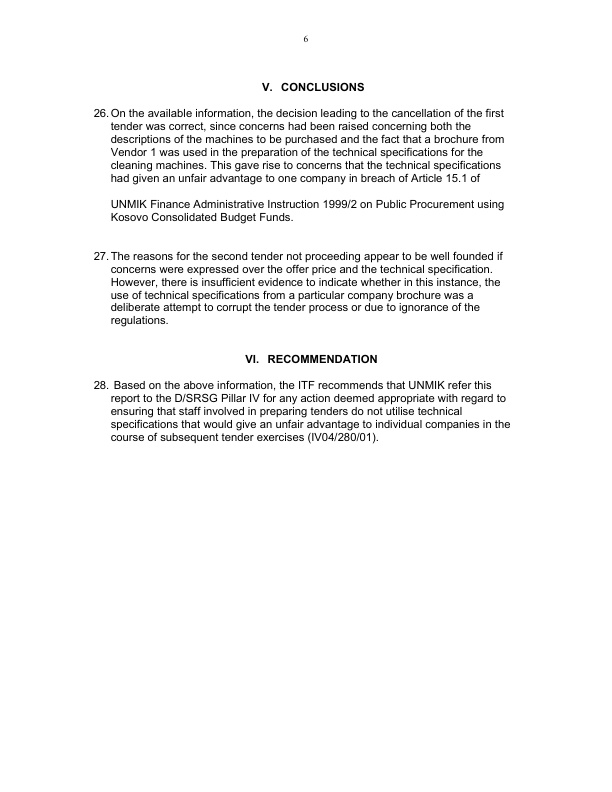 6
V. CONCLUSIONS
26. On the available information, the decision leading to the cancellation of the first
tender was correct, since concerns had been raised concerning both the
descriptions of the machines to be purchased and the fact that a brochure from
Vendor 1 was used in the preparation of the technical specifications for the
cleaning machines. This gave rise to concerns that the technical specifications
had given an unfair advantage to one company in breach of Article 15.1 of
UNMIK Finance Administrative Instruction 1999/2 on Public Procurement using
Kosovo Consolidated Budget Funds.
27. The reasons for the second tender not proceeding appear to be well founded if
concerns were expressed over the offer price and the technical specification.
However, there is insufficient evidence to indicate whether in this instance, the
use of technical specifications from a particular company brochure was a
deliberate attempt to corrupt the tender process or due to ignorance of the
regulations.
VI. RECOMMENDATION
28. Based on the above information, the ITF recommends that UNMIK refer this
report to the D/SRSG Pillar IV for any action deemed appropriate with regard to
ensuring that staff involved in preparing tenders do not utilise technical
specifications that would give an unfair advantage to individual companies in the
course of subsequent tender exercises (IV04/280/01).